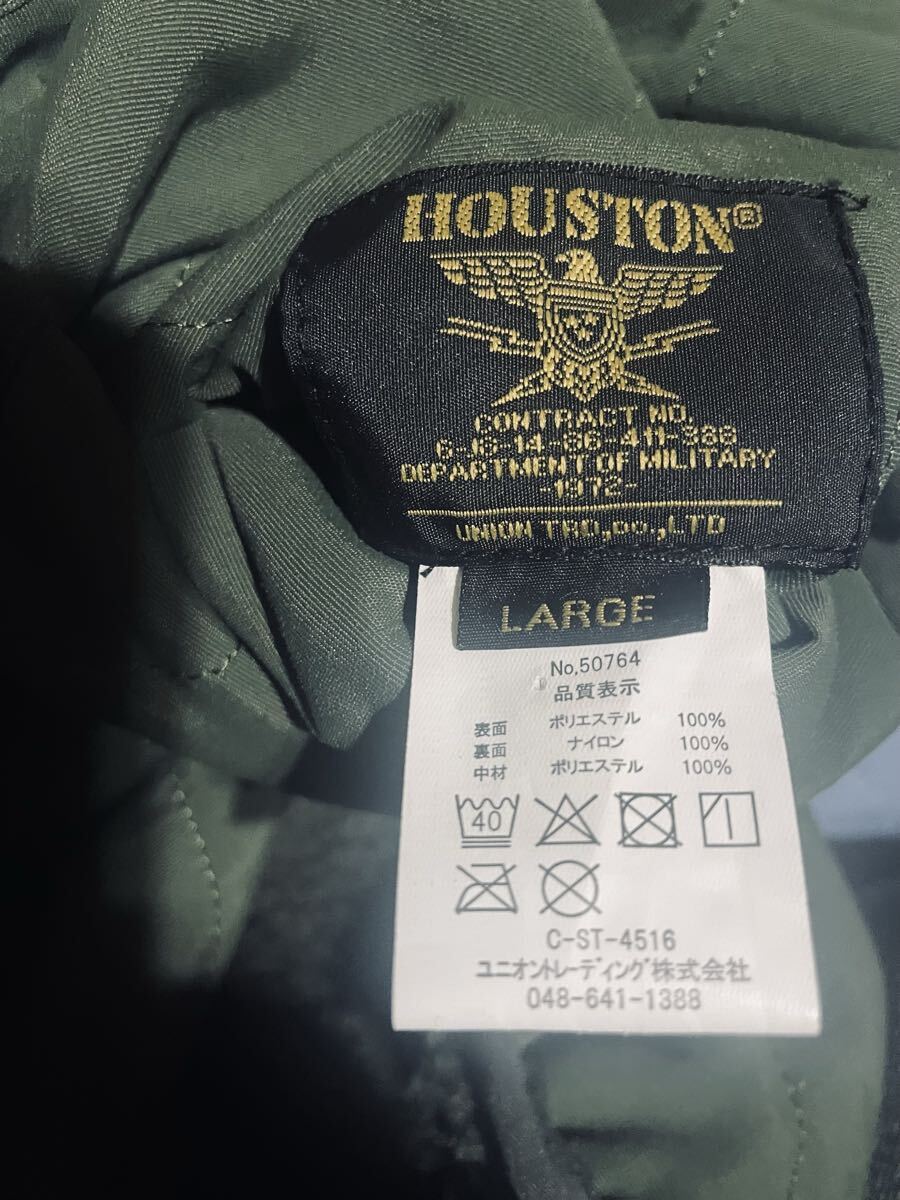 HOUSTON®
CONTRACT NO.
DEPARTMENT OF MILITARY
-1972-
UNION TRD,CO.,LTD
LARGE
No,50764
品質表示
表面 ポリエステル 100%
裏面 ナイロン 100%
中材 ポリエステル 100%
40
C-ST-4516
ユニオントレーディング株式会社
048-641-1388